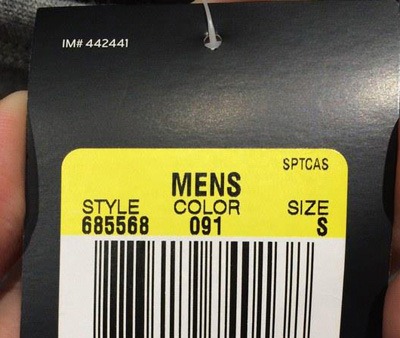 IM# 442441
SPTCAS
MENS
STYLE COLOR SIZE
685568 091 S